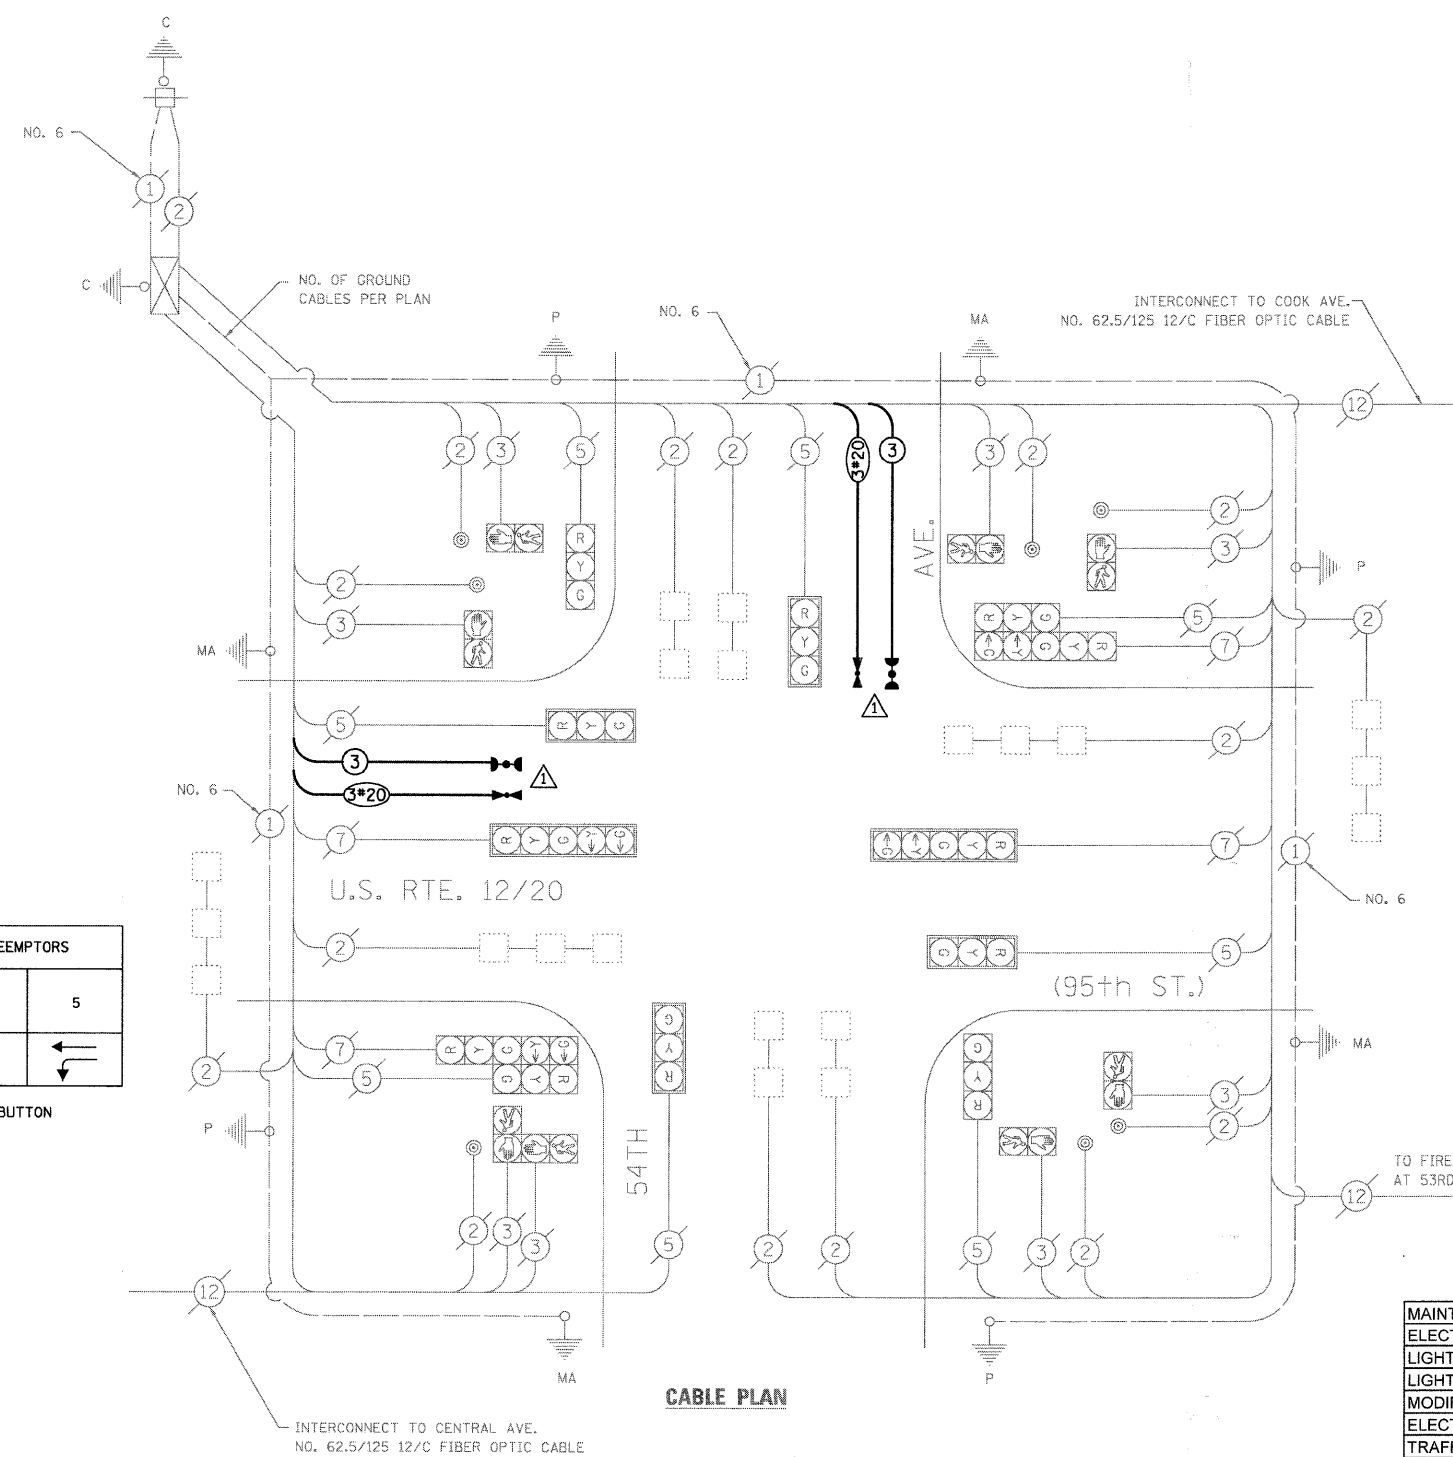 C
NO. 6
1
2
C
NO. OF GROUND
CABLES PER PLAN
P
NO. 6
1
MA
INTERCONNECT TO COOK AVE.
NO. 62.5/125 12/C FIBER OPTIC CABLE
12
2
3
5
2
2
5
3#20
3
3
2
R
Y
G
AVE.
2
3
P
2
3
R
Y
G
R Y G
5
2
G Y G Y R
7
MA
1
5
R Y G
2
3
1
3#20
NO. 6
1
7
R Y G Y G
G Y G Y R
7
1
NO. 6
U.S. RTE. 12/20
2
G Y R
5
(95th ST.)
EEMPTORS
5
BUTTON
2
7
R Y G Y G
5
G Y R
G
Y
R
G
Y
R
MA
3
2
P
54TH
TO FIRE
AT 53RD
12
2
3
3
5
2
2
5
3
2
12
MA
P
CABLE PLAN
INTERCONNECT TO CENTRAL AVE.
NO. 62.5/125 12/C FIBER OPTIC CABLE
MAINT
ELECT
LIGHT
LIGHT
MODIF
ELECT
TRAFF